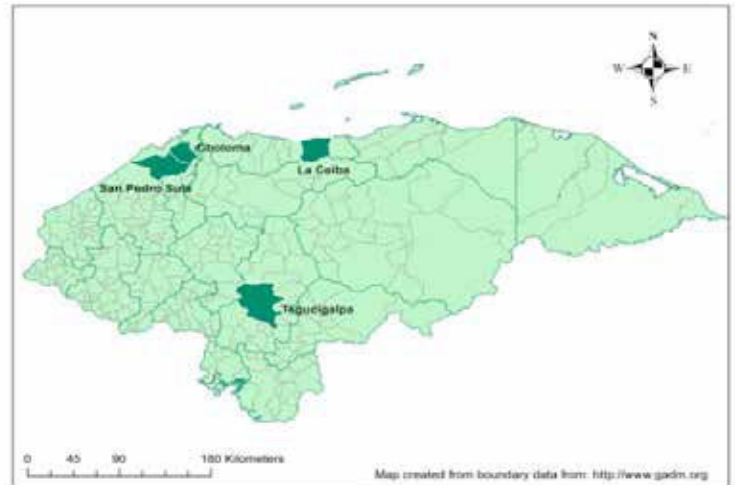 N
W E
S
Choloma
La Ceiba
San Pedro Sula
Tegucigalpa
0 45 90 180 Kilometers
Map created from boundary data from: http://www.gadm.org